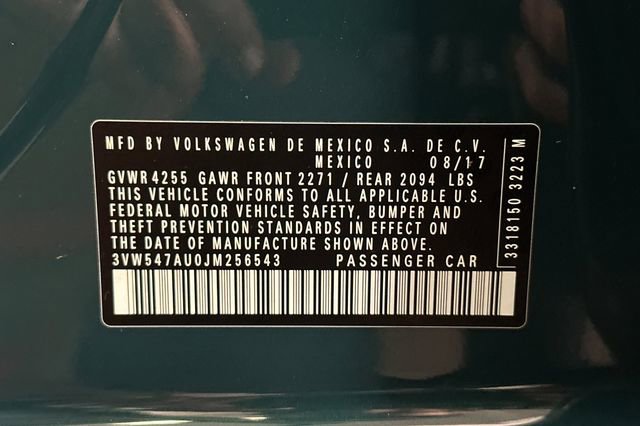 MFD BY VOLKSWAGEN DE MEXICO S.A. DE C.V.
MEXICO 08/17
GVWR 4255 GAWR FRONT 2271 / REAR 2094 LBS
THIS VEHICLE CONFORMS TO ALL APPLICABLE U.S.
FEDERAL MOTOR VEHICLE SAFETY, BUMPER AND
THEFT PREVENTION STANDARDS IN EFFECT ON
THE DATE OF MANUFACTURE SHOWN ABOVE.
3VW547AU0JM256543 PASSENGER CAR
3318150 3223 M